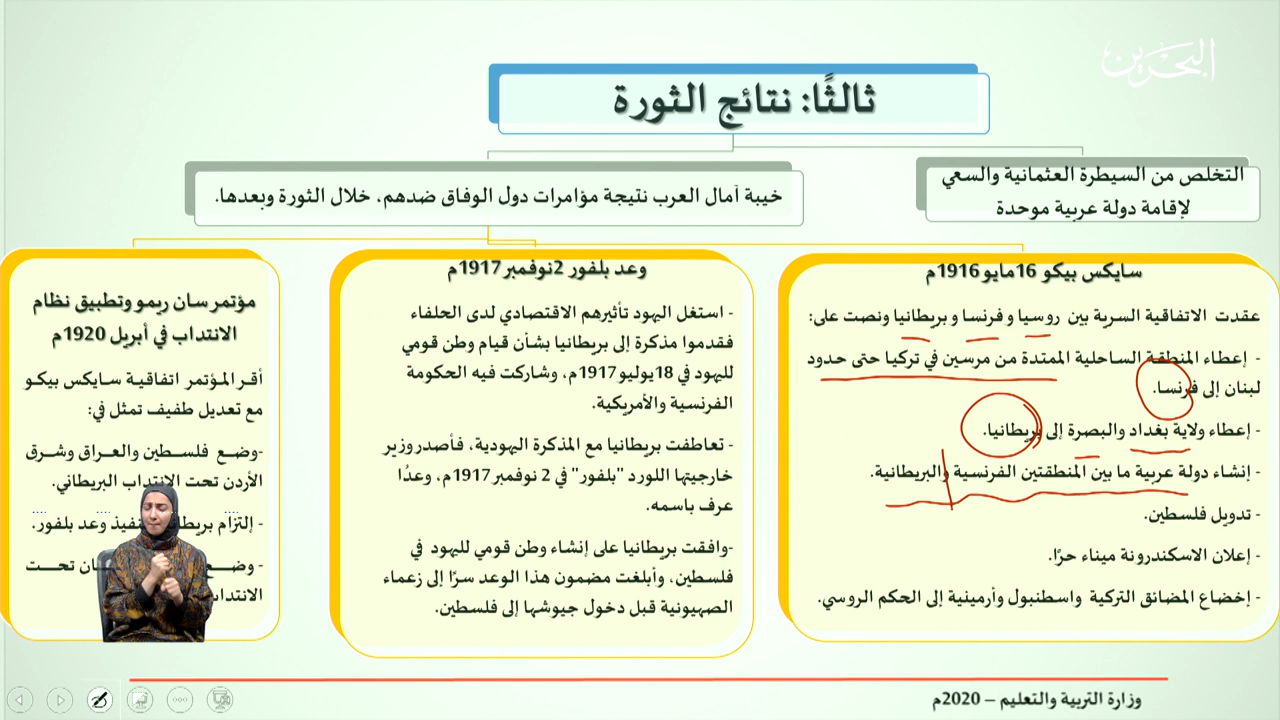 البحرين
ثالثًا: نتائج الثورة
التخلص من السيطرة العثمانية والسعي
لإقامة دولة عربية موحدة
خيبة آمال العرب نتيجة مؤامرات دول الوفاق ضدهم، خلال الثورة وبعدها.
سايكس بيكو 16مايو 1916م
عقدت الاتفاقية السرية بين روسيا و فرنسا و بريطانيا ونصت على:
- إعطاء المنطقة الساحلية الممتدة من مرسين في تركيا حتى حدود
لبنان إلى فرنسا.
- إعطاء ولاية بغداد والبصرة إلى بريطانيا.
- إنشاء دولة عربية ما بين المنطقتين الفرنسية والبريطانية.
- تدويل فلسطين.
- إعلان الاسكندرونة ميناء حرًا.
- إخضاع المضائق التركية واسطنبول وأرمينية إلى الحكم الروسي.
وعد بلفور 2نوفمبر 1917م
- استغل اليهود تأثيرهم الاقتصادي لدى الحلفاء
فقدموا مذكرة إلى بريطانيا بشأن قيام وطن قومي
لليهود في 18يوليو1917م، وشاركت فيه الحكومة
الفرنسية والأمريكية.
- تعاطفت بريطانيا مع المذكرة اليهودية، فأصدر وزير
خارجيتها اللورد "بلفور" في 2 نوفمبر1917م، وعدًا
عرف باسمه.
-وافقت بريطانيا على إنشاء وطن قومي لليهود في
فلسطين، وأبلغت مضمون هذا الوعد سرًا إلى زعماء
الصهيونية قبل دخول جيوشها إلى فلسطين.
مؤتمر سان ريمو وتطبيق نظام
الانتداب في أبريل 1920م
أقر المؤتمر اتفاقية سايكس بيكو
مع تعديل طفيف تمثل في:
-وضع فلسطين والعراق وشرق
الأردن تحت الانتداب البريطاني.
- إلتزام بريطا نفيذ وعد بلفور.
- وضع ان تحت
الانتدا
وزارة التربية والتعليم – 2020م